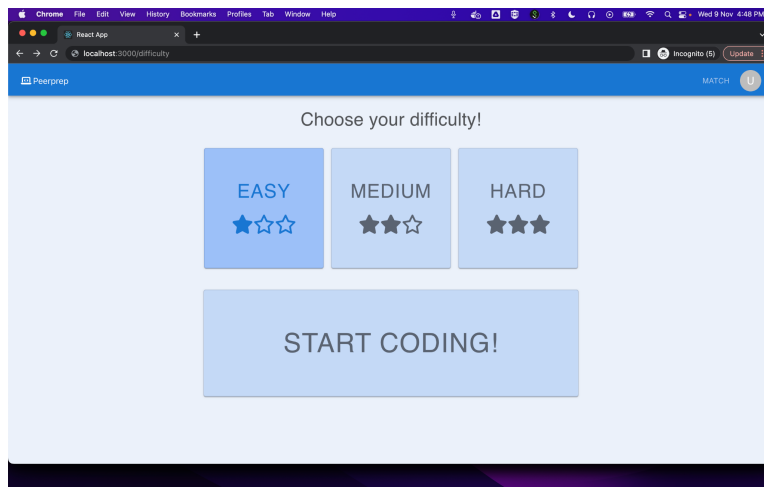 Chrome File Edit View History Bookmarks Profiles Tab Window Help Wed 9 Nov 4:48 PM
React App
localhost:3000/difficulty Incognito (5) Update
Peerprep MATCH U
Choose your difficulty!
EASY MEDIUM HARD
START CODING!